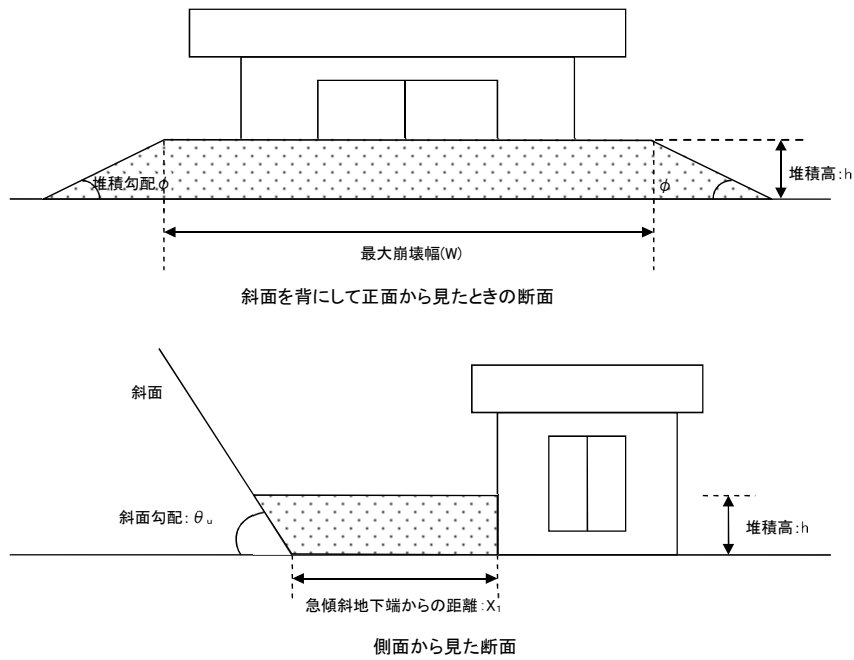 堆積勾配φ
φ
堆積高:h
最大崩壊幅(W)
斜面を背にして正面から見たときの断面
斜面
斜面勾配:θu
堆積高:h
急傾斜地下端からの距離:X1
側面から見た断面